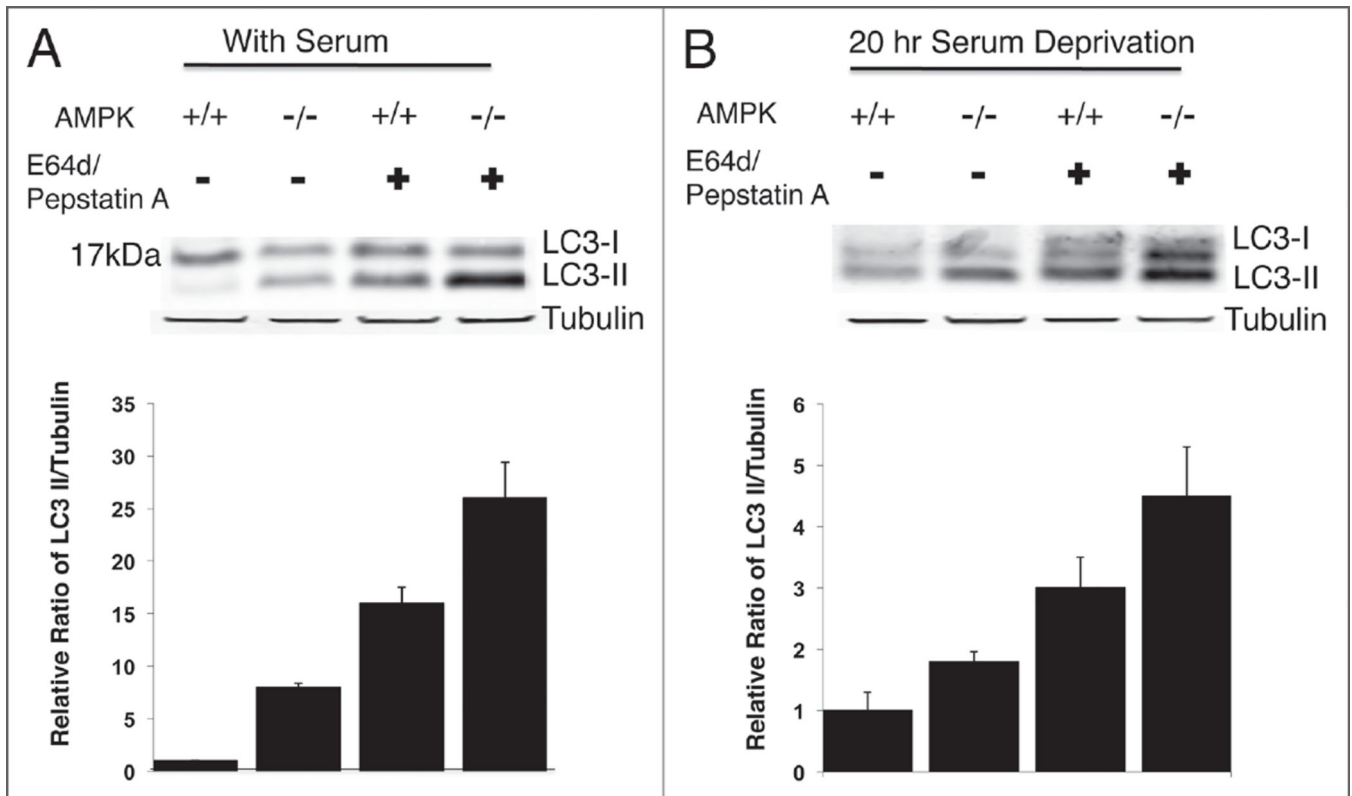 A
With Serum
AMPK +/+ -/- +/+ -/-
E64d/
Pepstatin A - - + +
17kDa
LC3-I
LC3-II
Tubulin
Relative Ratio of LC3 II/Tubulin
35
30
25
20
15
10
5
0
B
20 hr Serum Deprivation
AMPK +/+ -/- +/+ -/-
E64d/
Pepstatin A - - + +
LC3-I
LC3-II
Tubulin
Relative Ratio of LC3 II/Tubulin
6
5
4
3
2
1
0